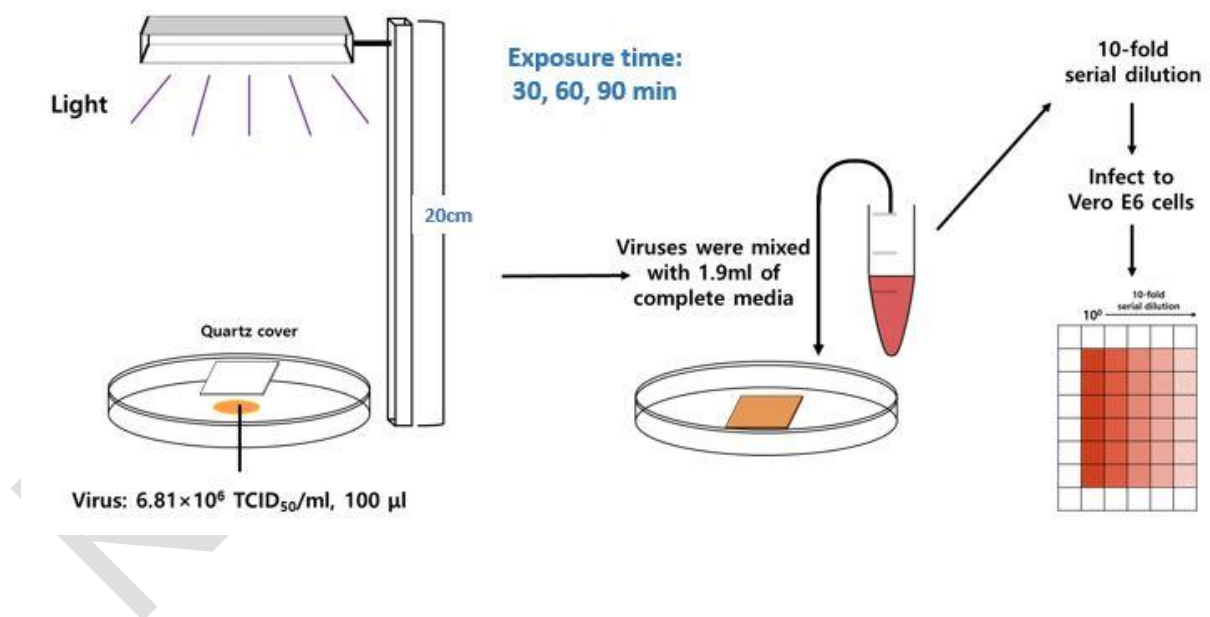 Light
Exposure time:
30, 60, 90 min
20cm
Quartz cover
Virus: 6.81×10⁶ TCID₅₀/ml, 100 μl
Viruses were mixed
with 1.9ml of
complete media
10-fold
serial dilution
Infect to
Vero E6 cells
10-fold
serial dilution
10⁰